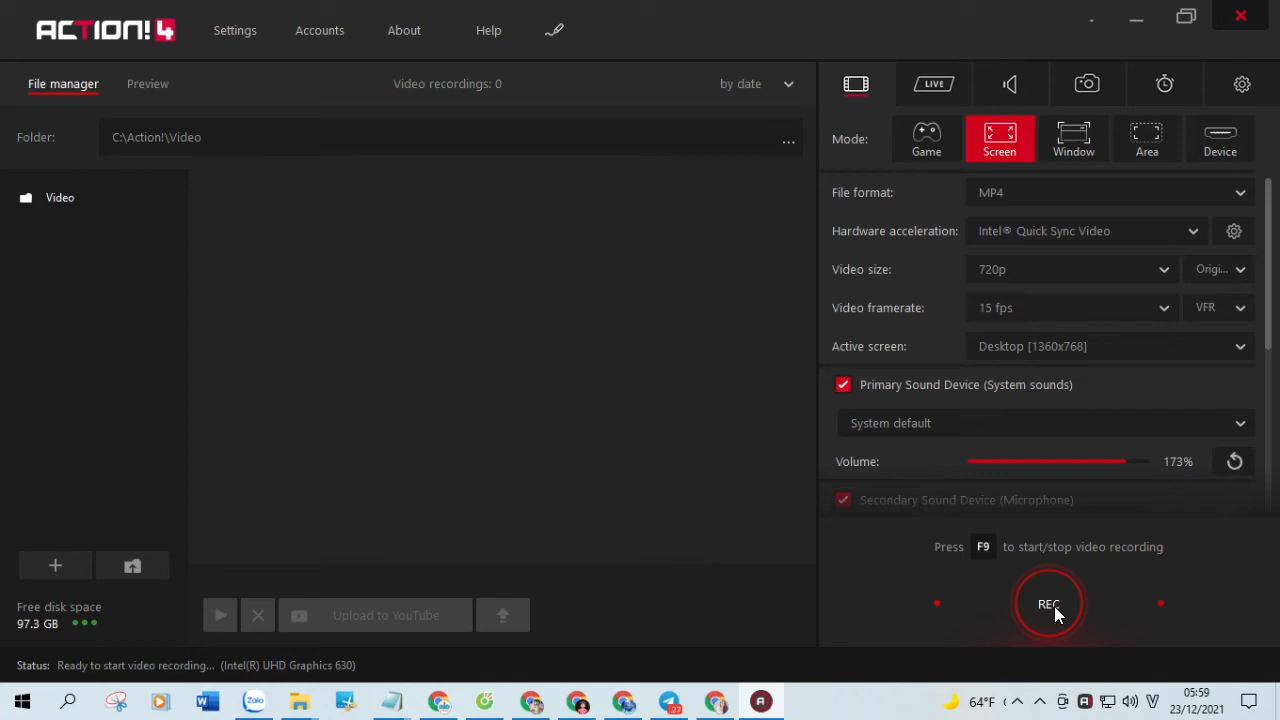 ACTION! 4
Settings
Accounts
About
Help
File manager
Preview
Video recordings: 0
by date
LIVE
Folder:
C:\Action!\Video
...
Mode:
Game
Screen
Window
Area
Device
Video
File format:
MP4
Hardware acceleration:
Intel® Quick Sync Video
Video size:
720p
Origi...
Video framerate:
15 fps
VFR
Active screen:
Desktop [1360x768]
Primary Sound Device (System sounds)
System default
Volume:
173%
Secondary Sound Device (Microphone)
Press F9 to start/stop video recording
REC
Free disk space
97.3 GB
Upload to YouTube
Status: Ready to start video recording... (Intel(R) UHD Graphics 630)
64°F
05:59
23/12/2021